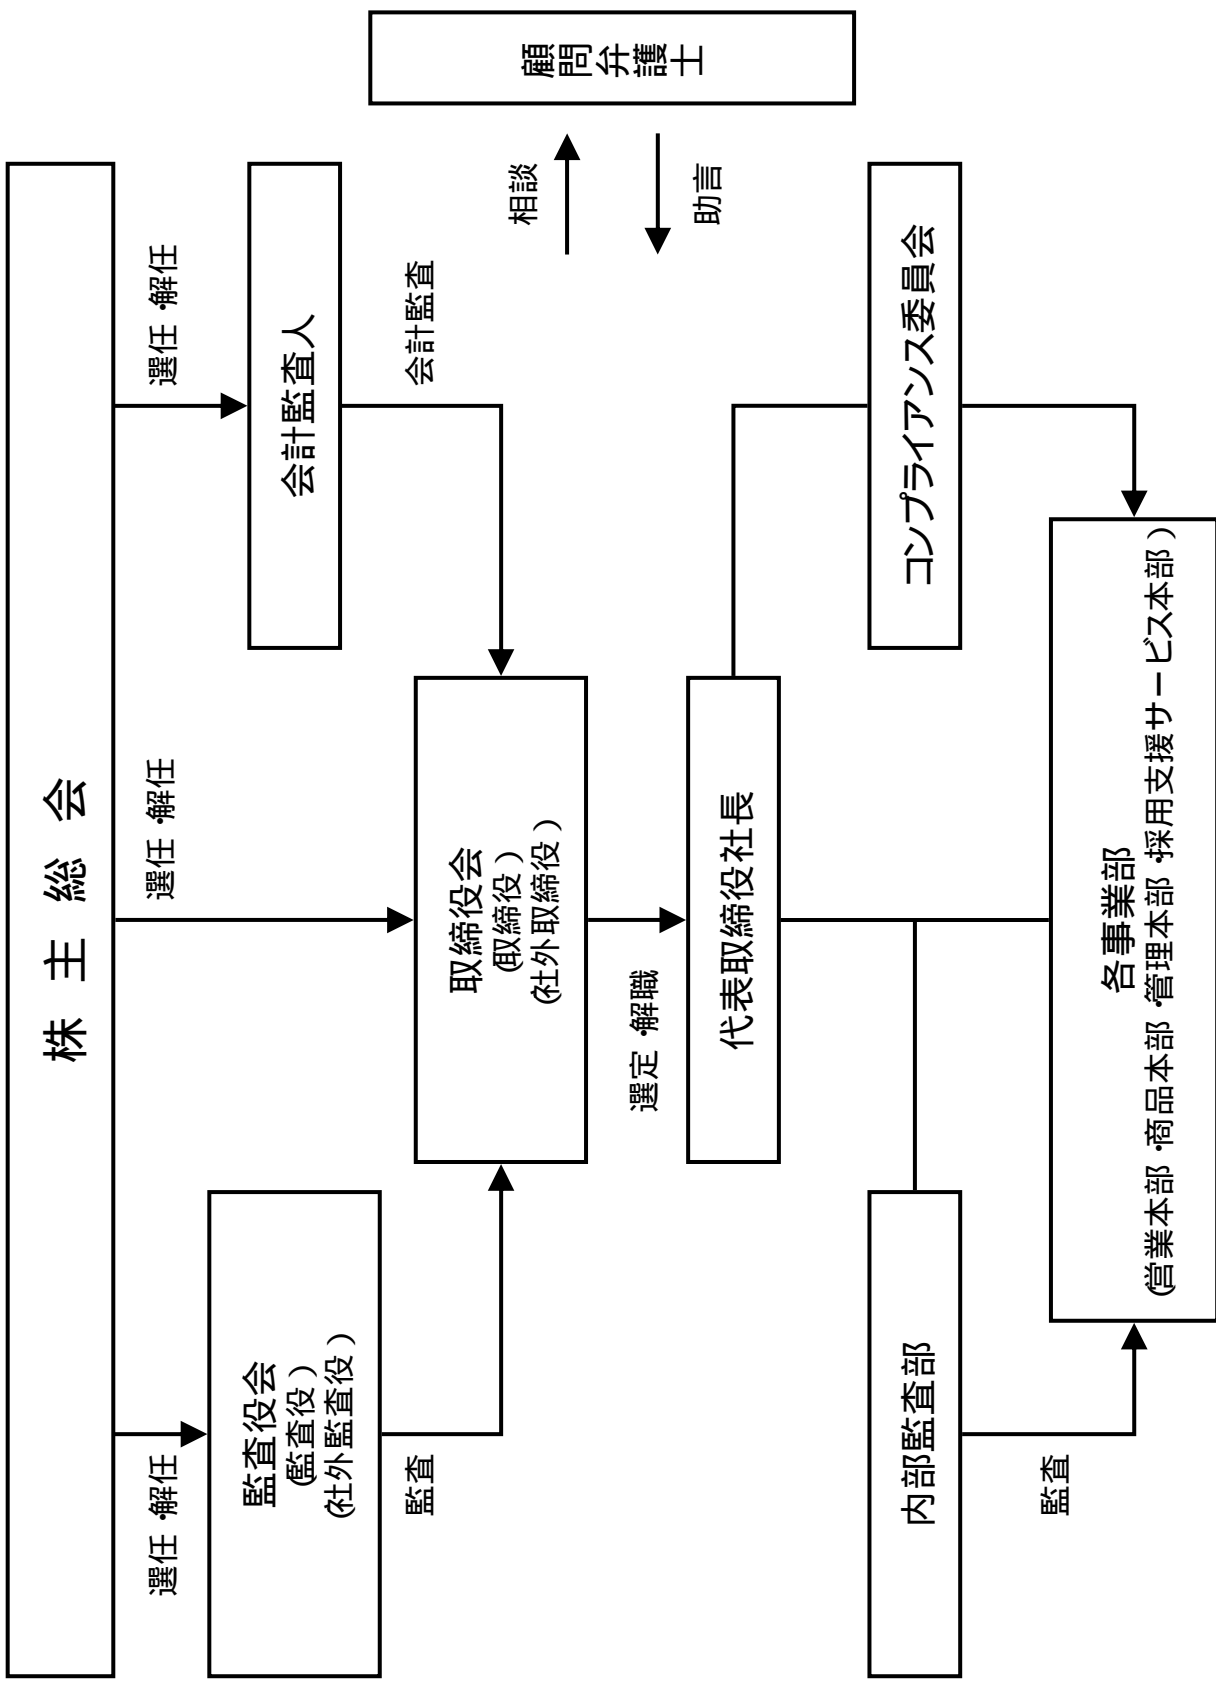 株 主 総 会
選任・解任
選任・解任
選任・解任
監査役会
(監査役)
(社外監査役)
会計監査人
監査
会計監査
取締役会
(取締役)
(社外取締役)
相談
助言
顧問弁護士
選定・解職
代表取締役社長
内部監査部
コンプライアンス委員会
監査
各事業部
(営業本部・商品本部・管理本部・採用支援サービス本部)